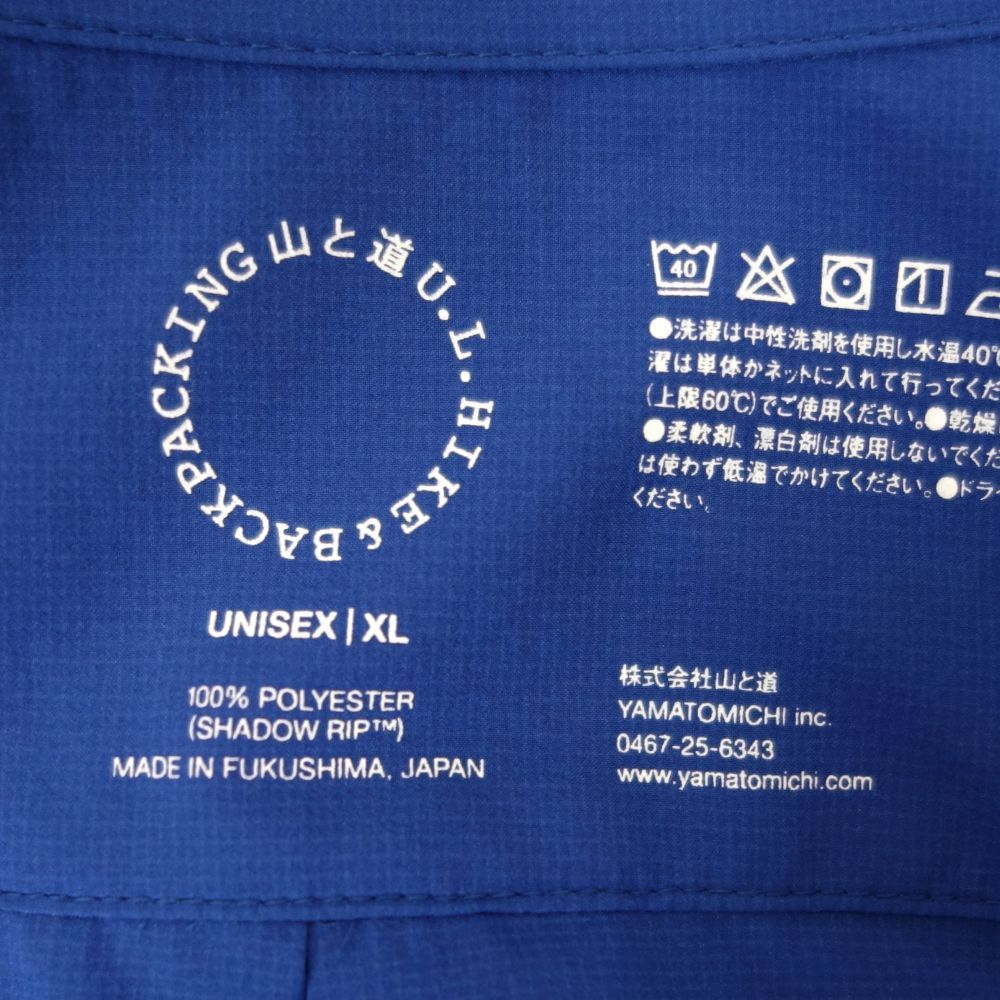 山と道 U.L. HIKE & BACKPACKING
UNISEX | XL
100% POLYESTER
(SHADOW RIP™)
MADE IN FUKUSHIMA, JAPAN
40
●洗濯は中性洗剤を使用し水温40℃
濯は単体かネットに入れて行ってくだ
(上限60℃)でご使用ください。●乾燥
●柔軟剤、漂白剤は使用しないでくだ
は使わず低温でかけてください。●ドラ
ください。
株式会社山と道
YAMATOMICHI inc.
0467-25-6343
www.yamatomichi.com